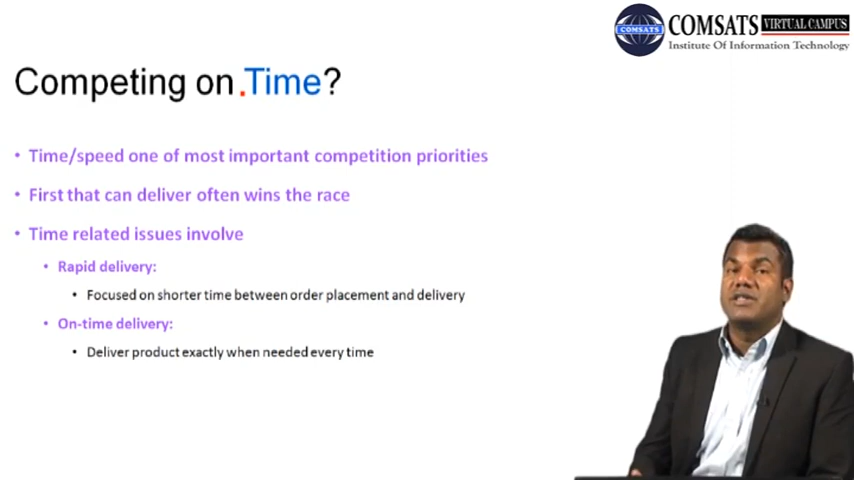 COMSATS VIRTUAL CAMPUS
COMSATS
Institute Of Information Technology
Competing on Time?
• Time/speed one of most important competition priorities
• First that can deliver often wins the race
• Time related issues involve
• Rapid delivery:
• Focused on shorter time between order placement and delivery
• On-time delivery:
• Deliver product exactly when needed every time